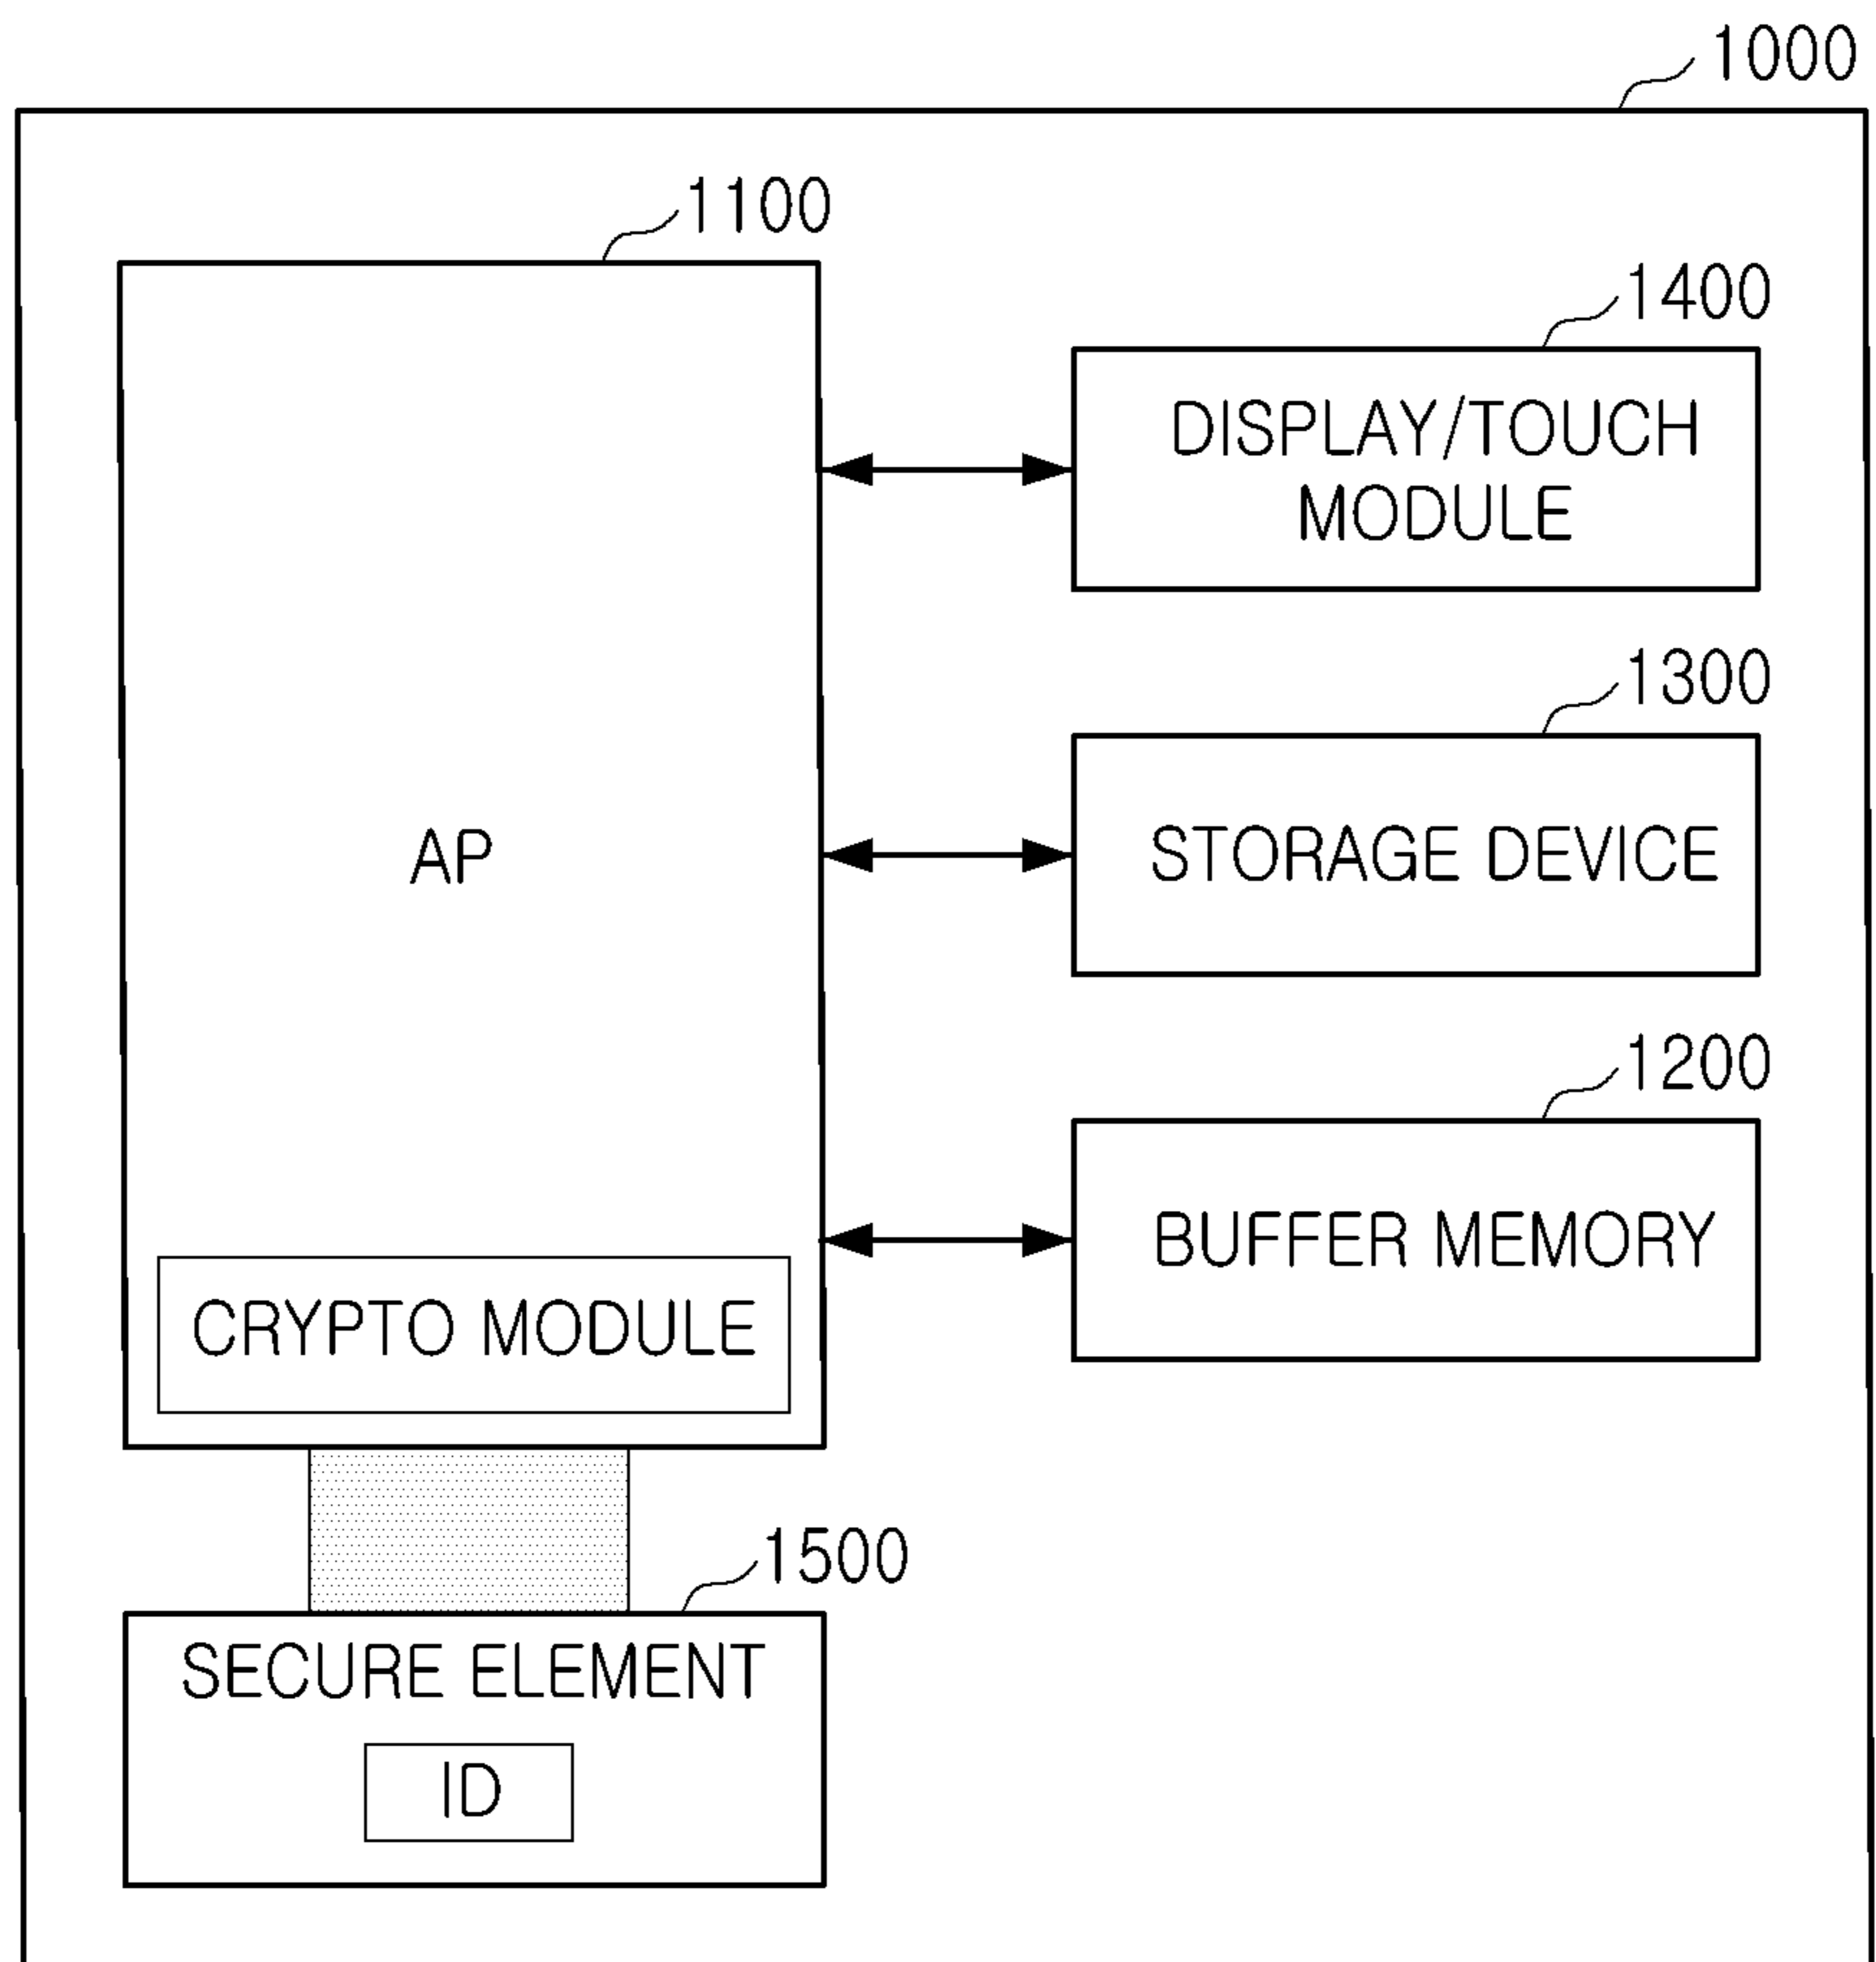 1000
1100
1400
DISPLAY/TOUCH
MODULE
1300
AP
STORAGE DEVICE
1200
BUFFER MEMORY
CRYPTO MODULE
1500
SECURE ELEMENT
ID